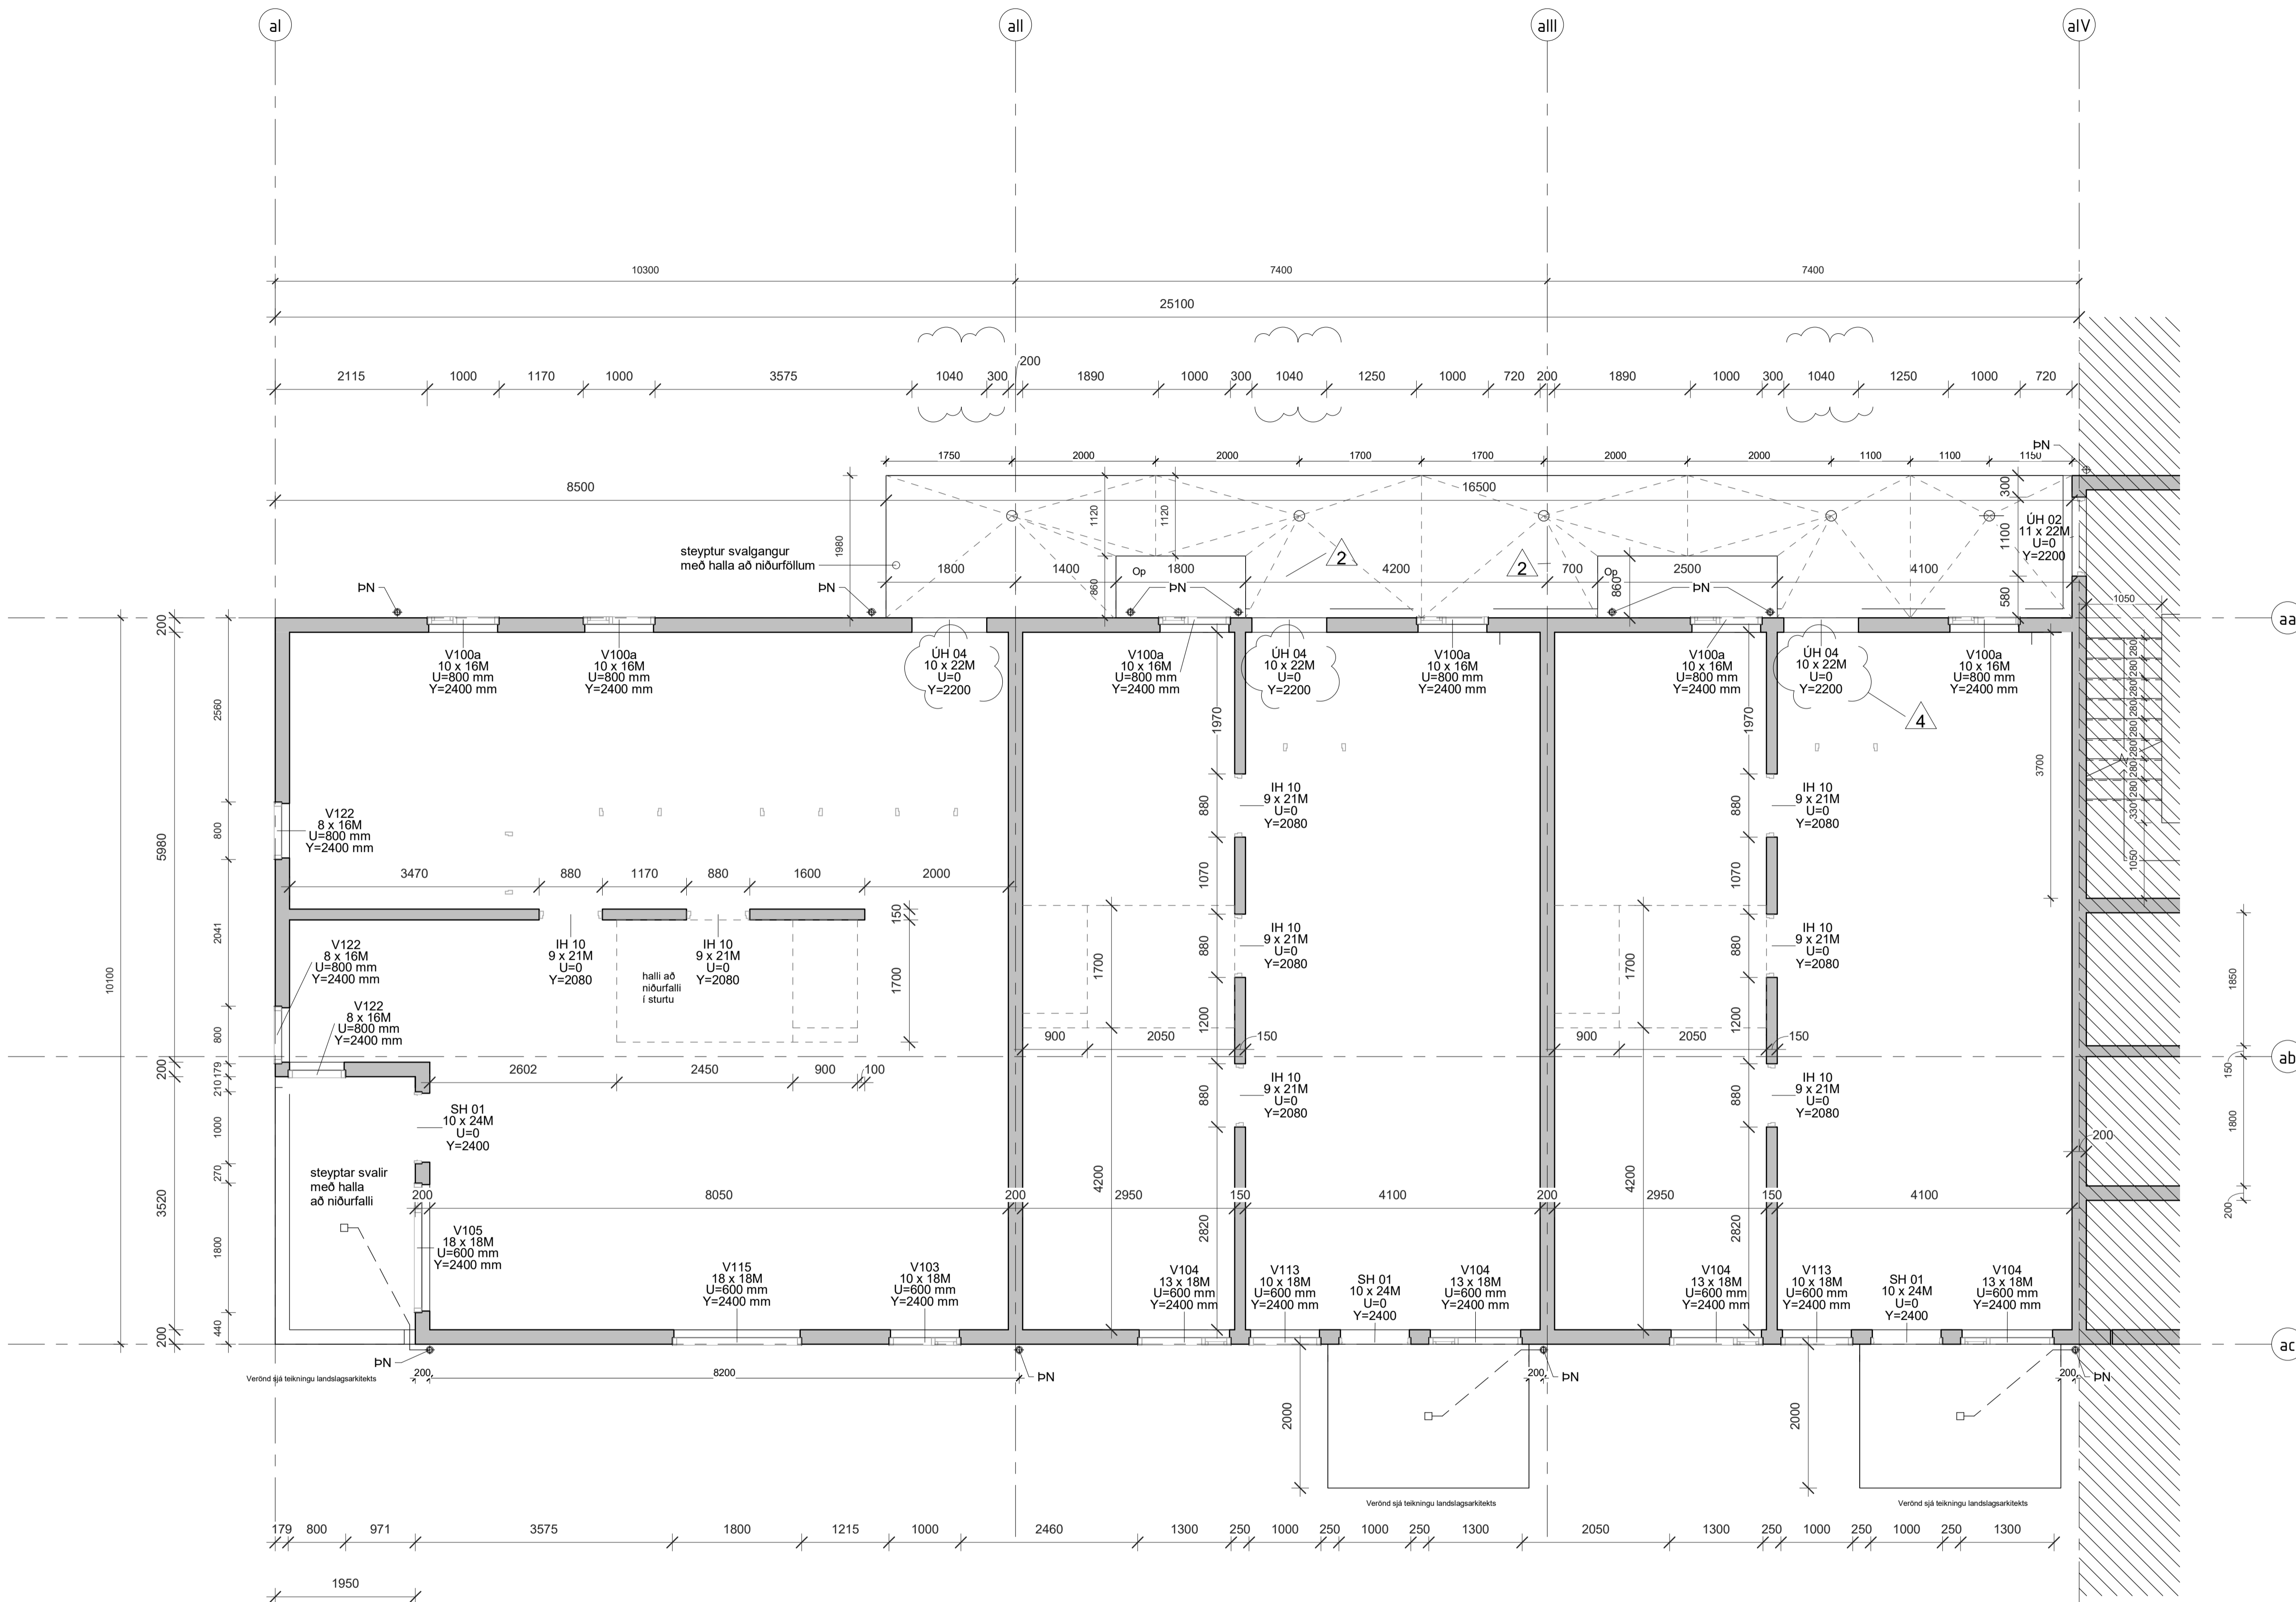 aI
aII
aIII
aIV
10300
7400
7400
25100
200
2115
1000
1170
1000
3575
1040
300
1890
1000
300
1040
1250
1000
720
200
1890
1000
300
1040
1250
1000
720
1750
2000
2000
1700
1700
2000
2000
1100
1100
1150
ÞN
8500
16500
300
1980
1120
1120
1100
ÚH 02
11 x 22M
U=0
Y=2200
steyptur svalgangur
með halla að niðurföllum
2
2
1800
1400
Op
1800
4200
700
Op
2500
4100
860
860
580
ÞN
ÞN
ÞN
ÞN
1050
aa
200
V100a
10 x 16M
U=800 mm
Y=2400 mm
V100a
10 x 16M
U=800 mm
Y=2400 mm
ÚH 04
10 x 22M
U=0
Y=2200
V100a
10 x 16M
U=800 mm
Y=2400 mm
ÚH 04
10 x 22M
U=0
Y=2200
V100a
10 x 16M
U=800 mm
Y=2400 mm
V100a
10 x 16M
U=800 mm
Y=2400 mm
ÚH 04
10 x 22M
U=0
Y=2200
V100a
10 x 16M
U=800 mm
Y=2400 mm
4
2560
1970
1970
3700
280
280
280
280
280
280
280
280
330
1050
V122
8 x 16M
U=800 mm
Y=2400 mm
800
5980
880
IH 10
9 x 21M
U=0
Y=2080
880
IH 10
9 x 21M
U=0
Y=2080
3470
880
1170
880
1600
2000
1070
1070
150
2041
V122
8 x 16M
U=800 mm
Y=2400 mm
IH 10
9 x 21M
U=0
Y=2080
IH 10
9 x 21M
U=0
Y=2080
halli að
niðurfalli
í sturtu
1700
1700
880
IH 10
9 x 21M
U=0
Y=2080
1700
880
IH 10
9 x 21M
U=0
Y=2080
10100
1850
V122
8 x 16M
U=800 mm
Y=2400 mm
800
1200
1200
900
2050
150
900
2050
150
ab
200
179
210
150
2602
2450
900
100
880
IH 10
9 x 21M
U=0
Y=2080
880
IH 10
9 x 21M
U=0
Y=2080
SH 01
10 x 24M
U=0
Y=2400
1000
1800
200
270
steyptar svalir
með halla
að niðurfalli
3520
4200
4200
200
8050
200
2950
150
4100
200
2950
150
4100
200
1800
V105
18 x 18M
U=600 mm
Y=2400 mm
2820
2820
V115
18 x 18M
U=600 mm
Y=2400 mm
V103
10 x 18M
U=600 mm
Y=2400 mm
V104
13 x 18M
U=600 mm
Y=2400 mm
V113
10 x 18M
U=600 mm
Y=2400 mm
SH 01
10 x 24M
U=0
Y=2400
V104
13 x 18M
U=600 mm
Y=2400 mm
V104
13 x 18M
U=600 mm
Y=2400 mm
V113
10 x 18M
U=600 mm
Y=2400 mm
SH 01
10 x 24M
U=0
Y=2400
V104
13 x 18M
U=600 mm
Y=2400 mm
440
200
ac
ÞN
Verönd sjá teikningu landslagsarkitekts
200
8200
ÞN
200
ÞN
200
ÞN
2000
2000
Verönd sjá teikningu landslagsarkitekts
Verönd sjá teikningu landslagsarkitekts
179
800
971
3575
1800
1215
1000
2460
1300
250
1000
250
1000
250
1300
2050
1300
250
1000
250
1000
250
1300
1950